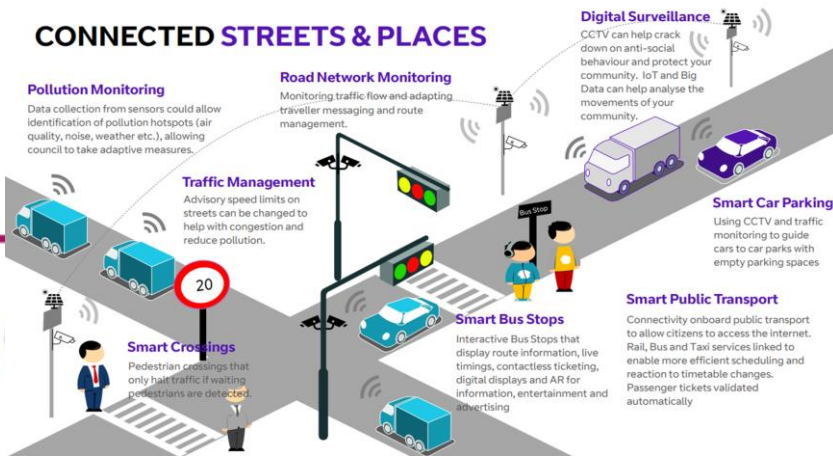 CONNECTED STREETS & PLACES
Digital Surveillance
CCTV can help crack
down on anti-social
behaviour and protect your
community. IoT and Big
Data can help analyse the
movements of your
community.
Pollution Monitoring
Data collection from sensors could allow
identification of pollution hotspots (air
quality, noise, weather etc.), allowing
council to take adaptive measures.
Road Network Monitoring
Monitoring traffic flow and adapting
traveller messaging and route
management.
Traffic Management
Advisory speed limits on
streets can be changed to
help with congestion and
reduce pollution.
20
Bus Stop
Smart Car Parking
Using CCTV and traffic
monitoring to guide
cars to car parks with
empty parking spaces
Smart Crossings
Pedestrian crossings that
only halt traffic if waiting
pedestrians are detected.
Smart Bus Stops
Interactive Bus Stops that
display route information, live
timings, contactless ticketing,
digital displays and AR for
information, entertainment and
advertising
Smart Public Transport
Connectivity onboard public transport
to allow citizens to access the internet.
Rail, Bus and Taxi services linked to
enable more efficient scheduling and
reaction to timetable changes.
Passenger tickets validated
automatically